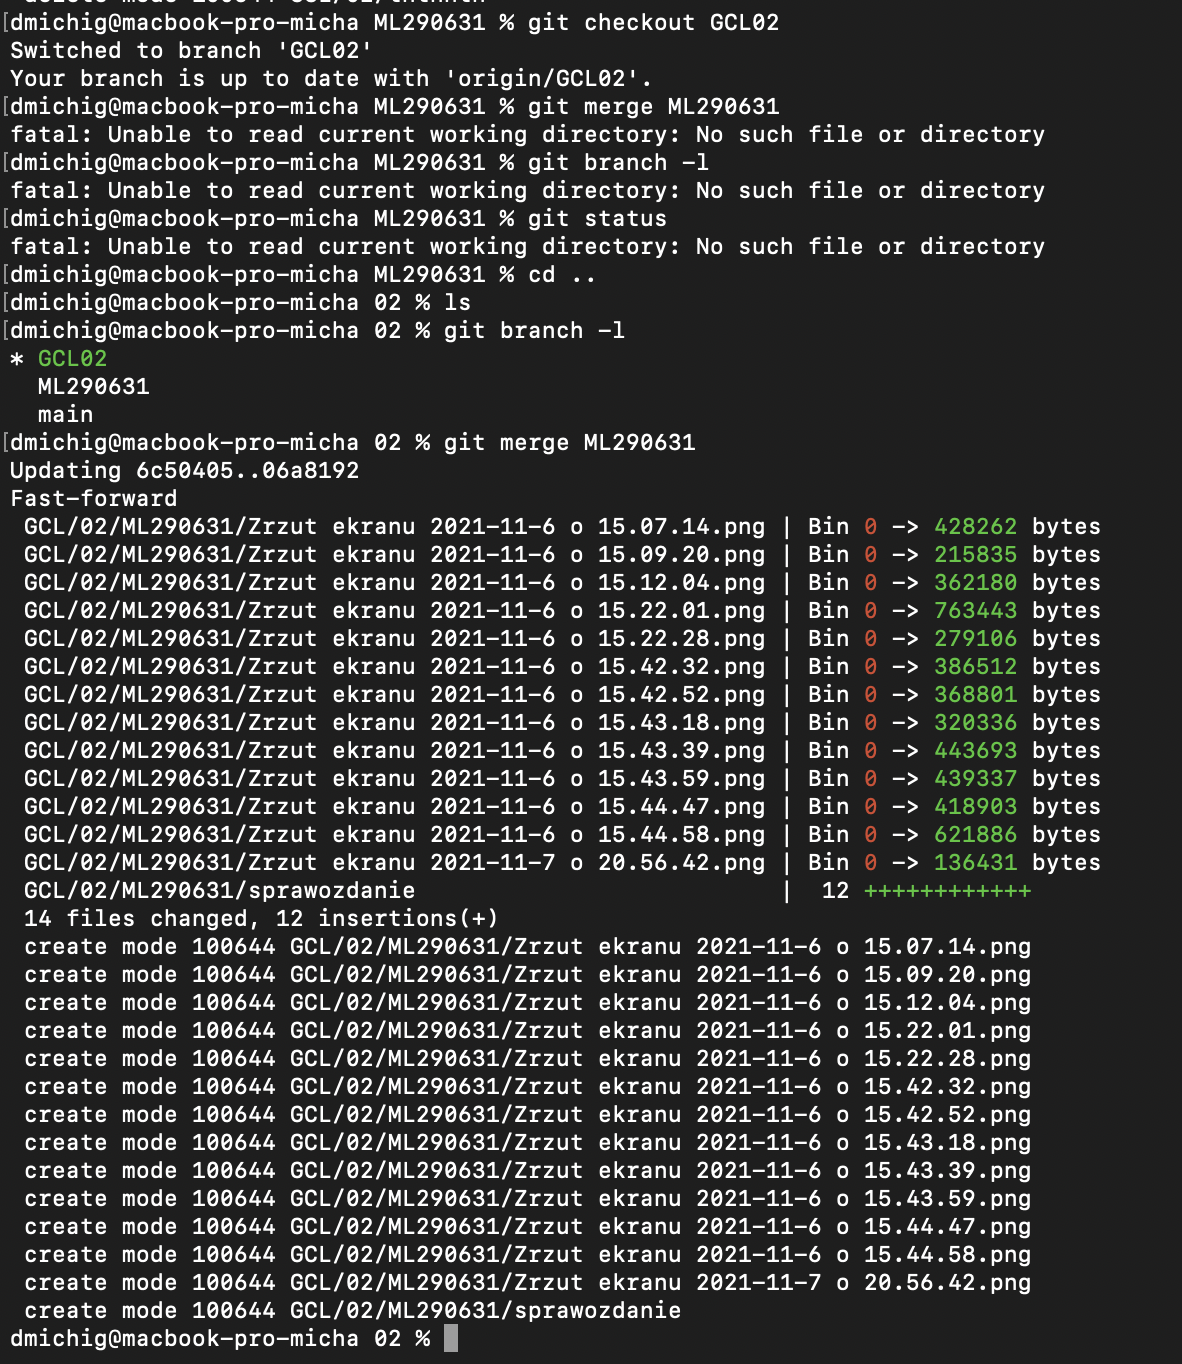 delete mode 100644 GCL/02/
[dmichig@macbook-pro-micha ML290631 % git checkout GCL02
Switched to branch 'GCL02'
Your branch is up to date with 'origin/GCL02'.
[dmichig@macbook-pro-micha ML290631 % git merge ML290631
fatal: Unable to read current working directory: No such file or directory
[dmichig@macbook-pro-micha ML290631 % git branch -l
fatal: Unable to read current working directory: No such file or directory
[dmichig@macbook-pro-micha ML290631 % git status
fatal: Unable to read current working directory: No such file or directory
[dmichig@macbook-pro-micha ML290631 % cd ..
[dmichig@macbook-pro-micha 02 % ls
[dmichig@macbook-pro-micha 02 % git branch -l
* GCL02
ML290631
main
[dmichig@macbook-pro-micha 02 % git merge ML290631
Updating 6c50405..06a8192
Fast-forward
GCL/02/ML290631/Zrzut ekranu 2021-11-6 o 15.07.14.png | Bin 0 -> 428262 bytes
GCL/02/ML290631/Zrzut ekranu 2021-11-6 o 15.09.20.png | Bin 0 -> 215835 bytes
GCL/02/ML290631/Zrzut ekranu 2021-11-6 o 15.12.04.png | Bin 0 -> 362180 bytes
GCL/02/ML290631/Zrzut ekranu 2021-11-6 o 15.22.01.png | Bin 0 -> 763443 bytes
GCL/02/ML290631/Zrzut ekranu 2021-11-6 o 15.22.28.png | Bin 0 -> 279106 bytes
GCL/02/ML290631/Zrzut ekranu 2021-11-6 o 15.42.32.png | Bin 0 -> 386512 bytes
GCL/02/ML290631/Zrzut ekranu 2021-11-6 o 15.42.52.png | Bin 0 -> 368801 bytes
GCL/02/ML290631/Zrzut ekranu 2021-11-6 o 15.43.18.png | Bin 0 -> 320336 bytes
GCL/02/ML290631/Zrzut ekranu 2021-11-6 o 15.43.39.png | Bin 0 -> 443693 bytes
GCL/02/ML290631/Zrzut ekranu 2021-11-6 o 15.43.59.png | Bin 0 -> 439337 bytes
GCL/02/ML290631/Zrzut ekranu 2021-11-6 o 15.44.47.png | Bin 0 -> 418903 bytes
GCL/02/ML290631/Zrzut ekranu 2021-11-6 o 15.44.58.png | Bin 0 -> 621886 bytes
GCL/02/ML290631/Zrzut ekranu 2021-11-7 o 20.56.42.png | Bin 0 -> 136431 bytes
GCL/02/ML290631/sprawozdanie | 12 ++++++++++++
14 files changed, 12 insertions(+)
create mode 100644 GCL/02/ML290631/Zrzut ekranu 2021-11-6 o 15.07.14.png
create mode 100644 GCL/02/ML290631/Zrzut ekranu 2021-11-6 o 15.09.20.png
create mode 100644 GCL/02/ML290631/Zrzut ekranu 2021-11-6 o 15.12.04.png
create mode 100644 GCL/02/ML290631/Zrzut ekranu 2021-11-6 o 15.22.01.png
create mode 100644 GCL/02/ML290631/Zrzut ekranu 2021-11-6 o 15.22.28.png
create mode 100644 GCL/02/ML290631/Zrzut ekranu 2021-11-6 o 15.42.32.png
create mode 100644 GCL/02/ML290631/Zrzut ekranu 2021-11-6 o 15.42.52.png
create mode 100644 GCL/02/ML290631/Zrzut ekranu 2021-11-6 o 15.43.18.png
create mode 100644 GCL/02/ML290631/Zrzut ekranu 2021-11-6 o 15.43.39.png
create mode 100644 GCL/02/ML290631/Zrzut ekranu 2021-11-6 o 15.43.59.png
create mode 100644 GCL/02/ML290631/Zrzut ekranu 2021-11-6 o 15.44.47.png
create mode 100644 GCL/02/ML290631/Zrzut ekranu 2021-11-6 o 15.44.58.png
create mode 100644 GCL/02/ML290631/Zrzut ekranu 2021-11-7 o 20.56.42.png
create mode 100644 GCL/02/ML290631/sprawozdanie
dmichig@macbook-pro-micha 02 %